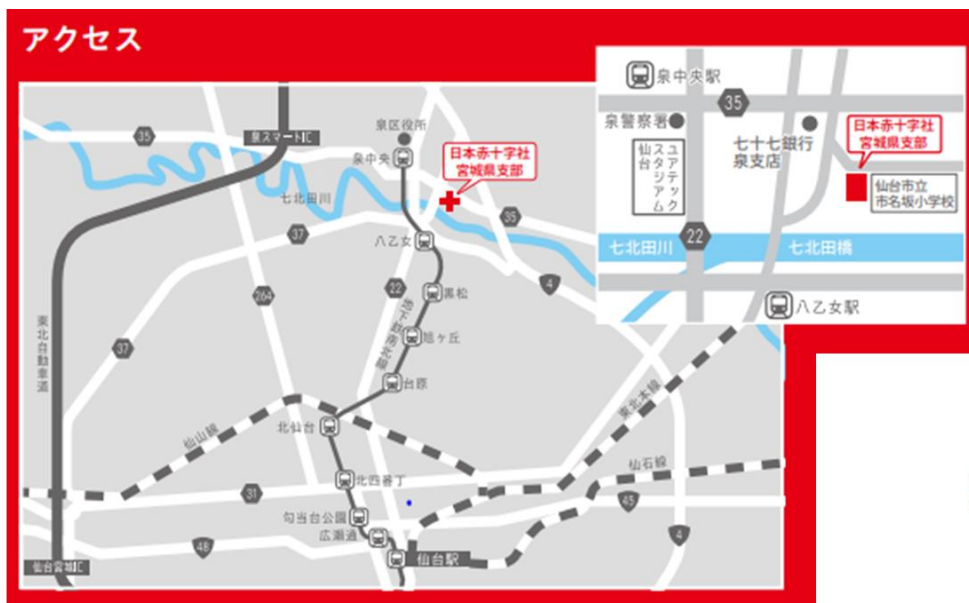 アクセス
35
泉スマートIC
泉区役所
泉中央
日本赤十字社
宮城県支部
七北田川
37
35
八乙女
264
22
4
黒松
地下鉄南北線
旭ヶ丘
東北自動車道
37
台原
東北本線
北仙台
仙山線
仙石線
北四番丁
31
45
勾当台公園
広瀬通
48
4
仙台駅
仙台宮城IC
泉中央駅
35
泉警察署
七十七銀行
泉支店
日本赤十字社
宮城県支部
ユアテック
スタジアム
仙台
仙台市立
市名坂小学校
22
七北田川
七北田橋
八乙女駅